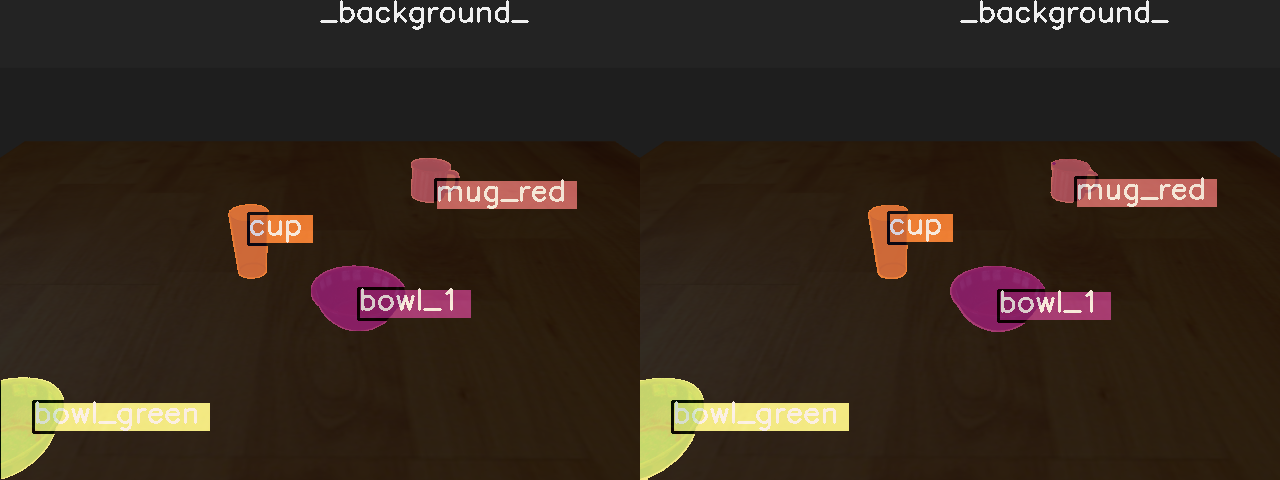 _background_
_background_
mug_red
mug_red
cup
cup
bowl_1
bowl_1
bowl_green
bowl_green